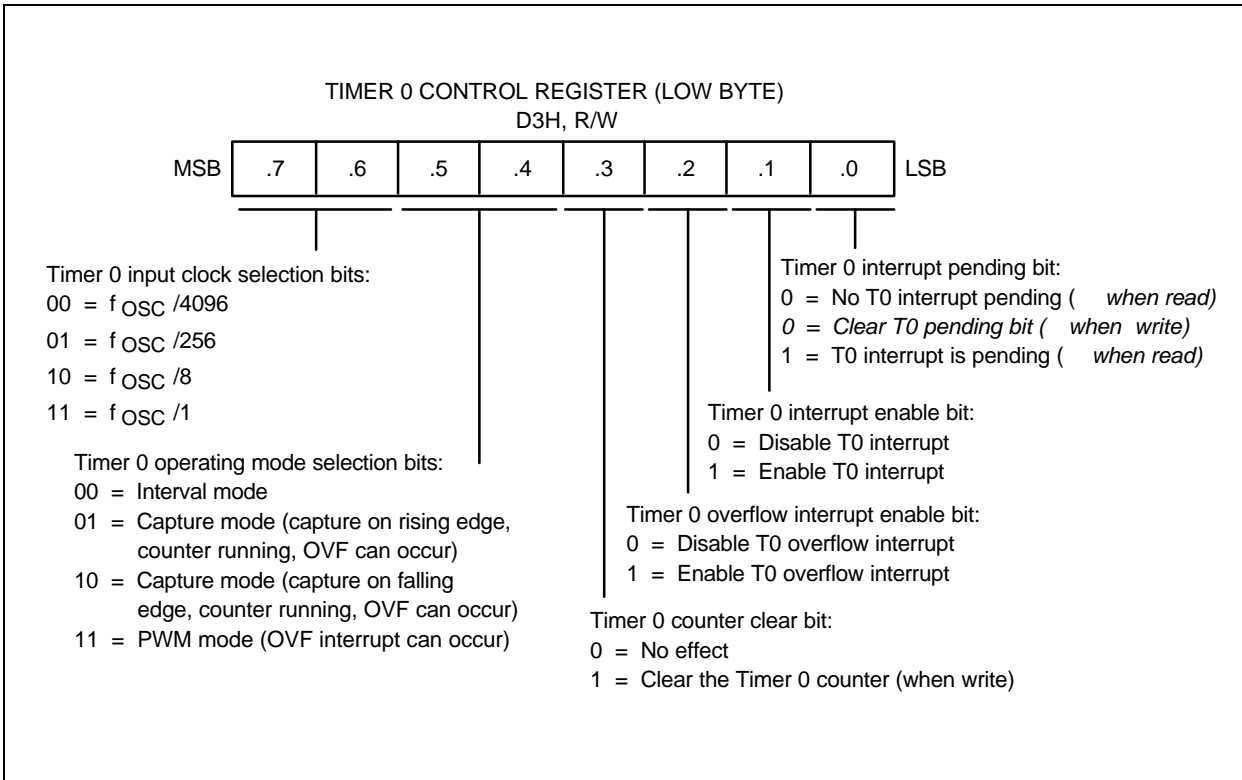 TIMER 0 CONTROL REGISTER (LOW BYTE)
D3H, R/W
MSB .7 .6 .5 .4 .3 .2 .1 .0 LSB
Timer 0 input clock selection bits:
00 = f OSC /4096
01 = f OSC /256
10 = f OSC /8
11 = f OSC /1
Timer 0 operating mode selection bits:
00 = Interval mode
01 = Capture mode (capture on rising edge,
counter running, OVF can occur)
10 = Capture mode (capture on falling
edge, counter running, OVF can occur)
11 = PWM mode (OVF interrupt can occur)
Timer 0 interrupt pending bit:
0 = No T0 interrupt pending ( when read)
0 = Clear T0 pending bit ( when write)
1 = T0 interrupt is pending ( when read)
Timer 0 interrupt enable bit:
0 = Disable T0 interrupt
1 = Enable T0 interrupt
Timer 0 overflow interrupt enable bit:
0 = Disable T0 overflow interrupt
1 = Enable T0 overflow interrupt
Timer 0 counter clear bit:
0 = No effect
1 = Clear the Timer 0 counter (when write)